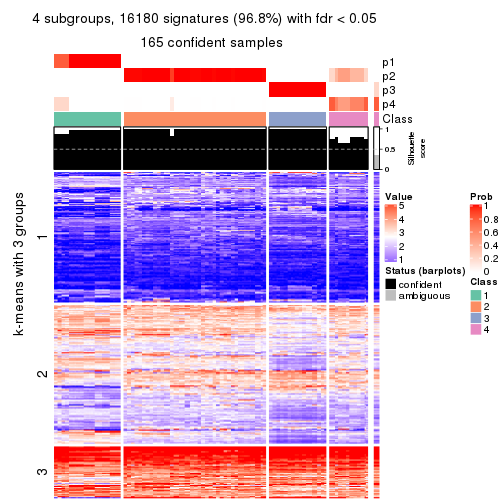 4 subgroups, 16180 signatures (96.8%) with fdr < 0.05
165 confident samples
p1
p2
p3
p4
Class
1
0.5
0
Silhouette
score
k-means with 3 groups
1
2
3
Value
5
4
3
2
1
Status (barplots)
confident
ambiguous
Prob
1
0.8
0.6
0.4
0.2
0
Class
1
2
3
4